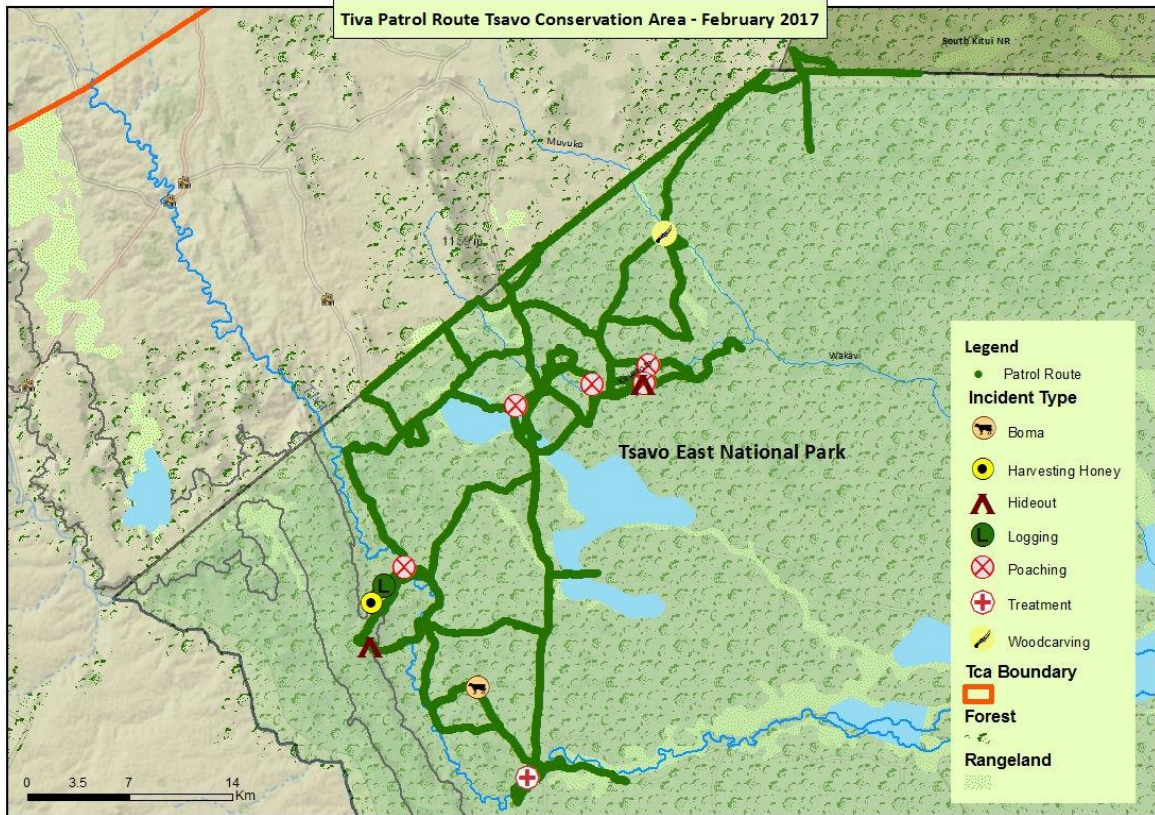 Tiva Patrol Route Tsavo Conservation Area - February 2017
South Kitui NR
Muvuko
Wakavi
Tsavo East National Park
Legend
Patrol Route
Incident Type
Boma
Harvesting Honey
Hideout
L Logging
Poaching
Treatment
Woodcarving
Tca Boundary
Forest
Rangeland
L
0 3.5 7 14
Km